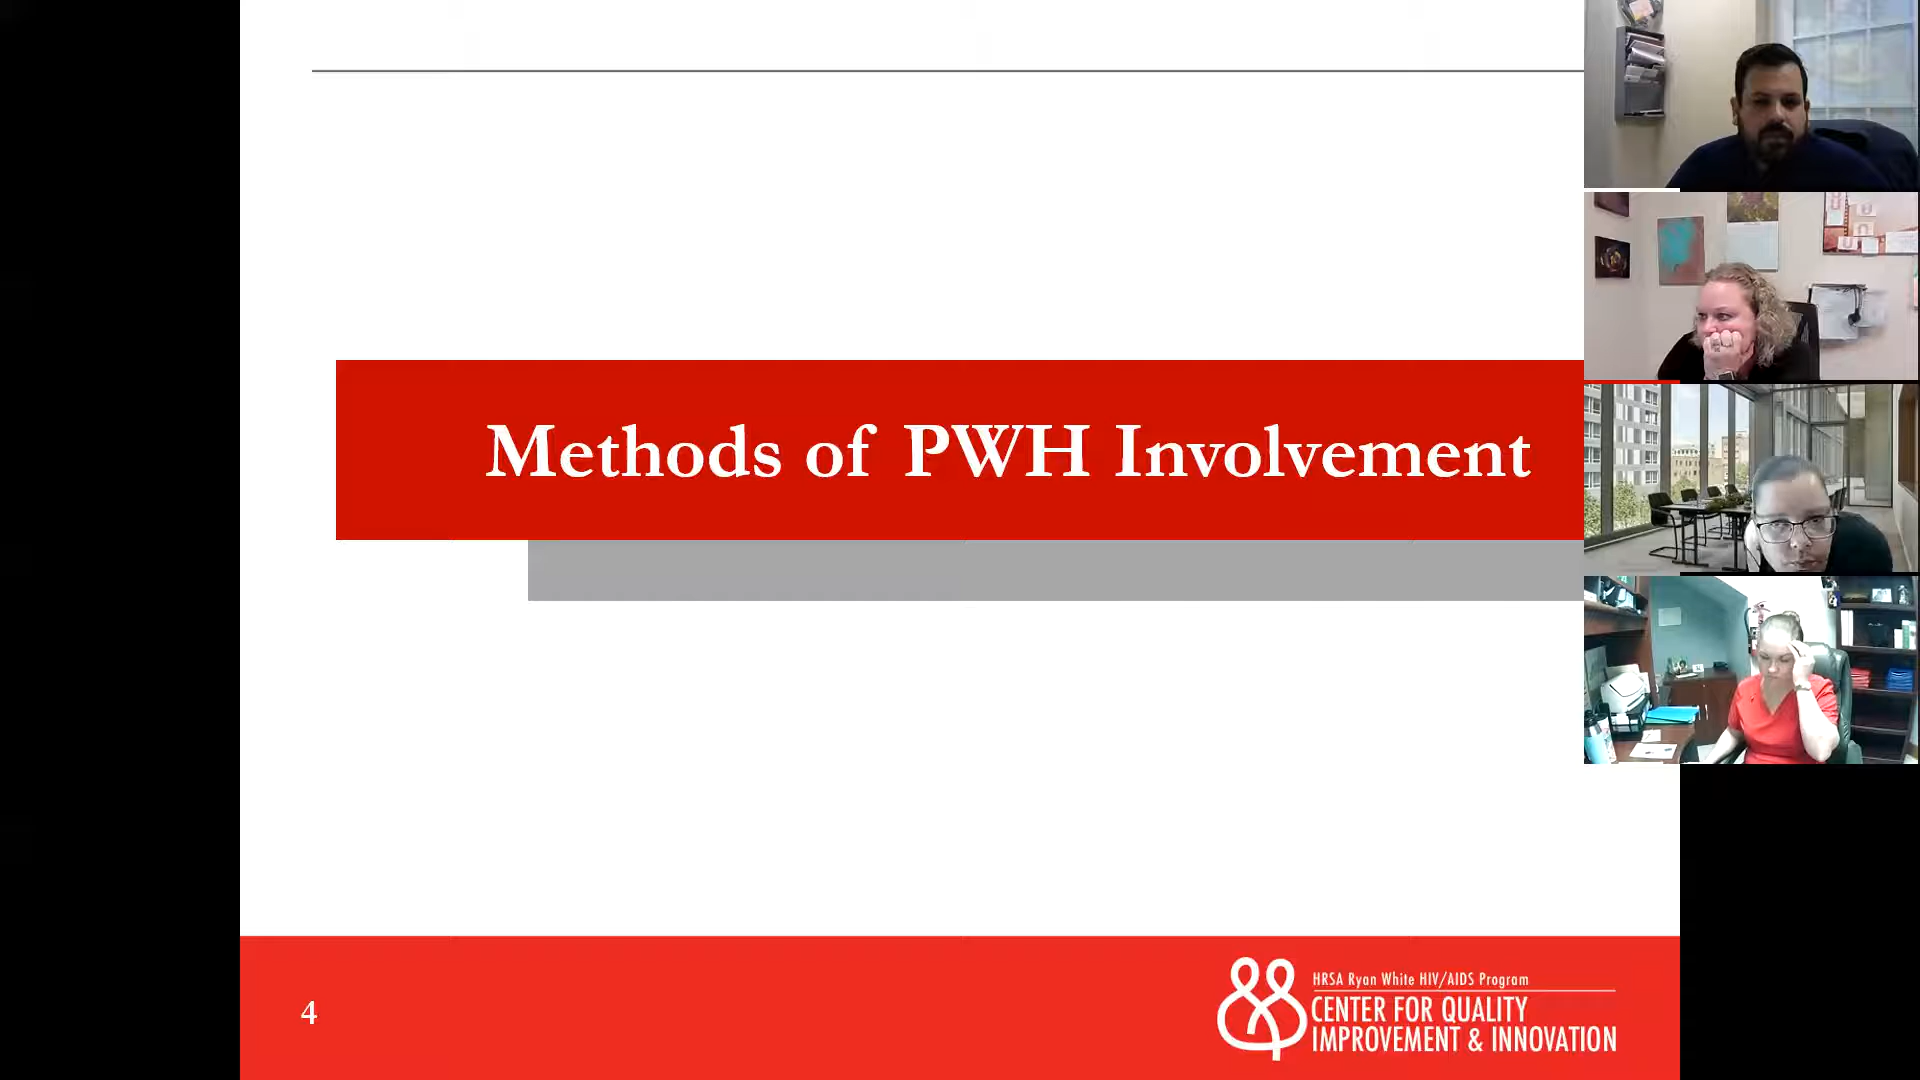 Methods of PWH Involvement
4
HRSA Ryan White HIV/AIDS Program
CENTER FOR QUALITY
IMPROVEMENT & INNOVATION